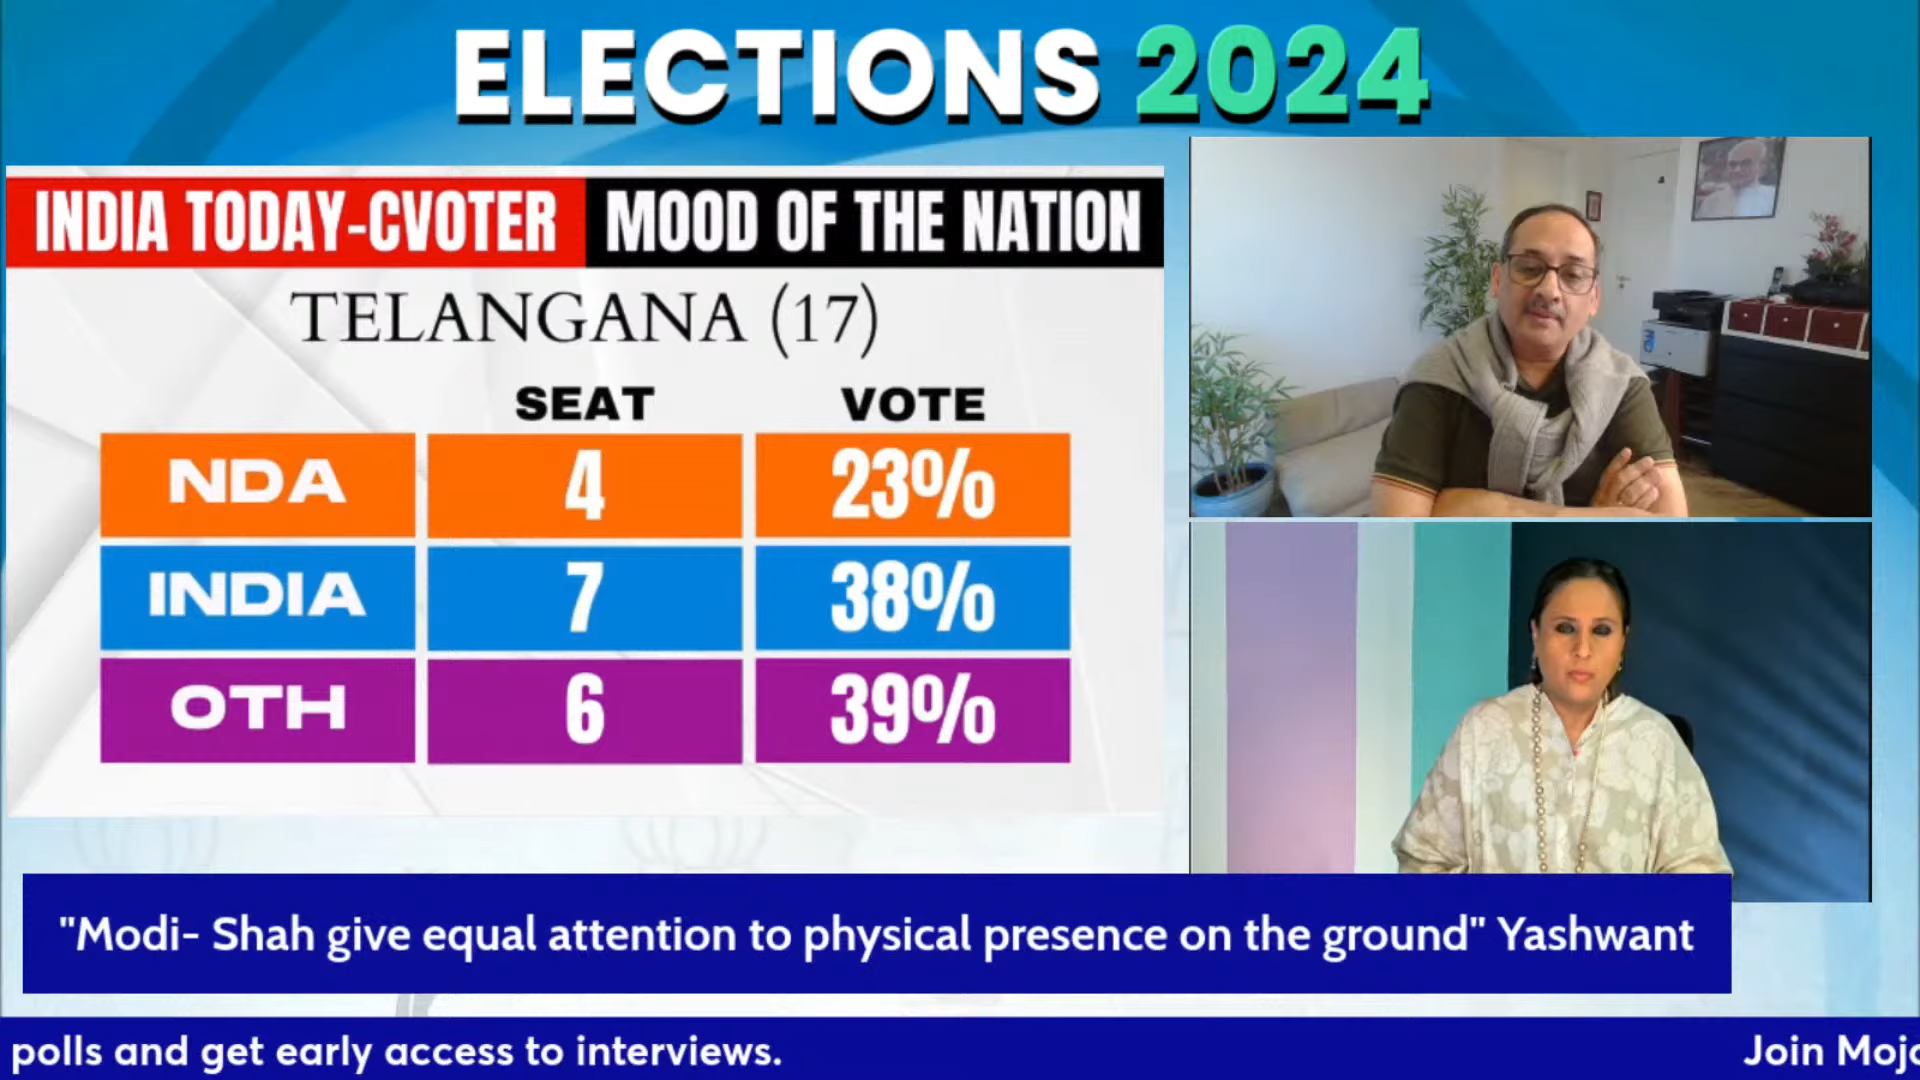 ELECTIONS 2024
INDIA TODAY-CVOTER MOOD OF THE NATION
TELANGANA (17)
SEAT VOTE
NDA 4 23%
INDIA 7 38%
OTH 6 39%
"Modi- Shah give equal attention to physical presence on the ground" Yashwant
polls and get early access to interviews. Join Mojo